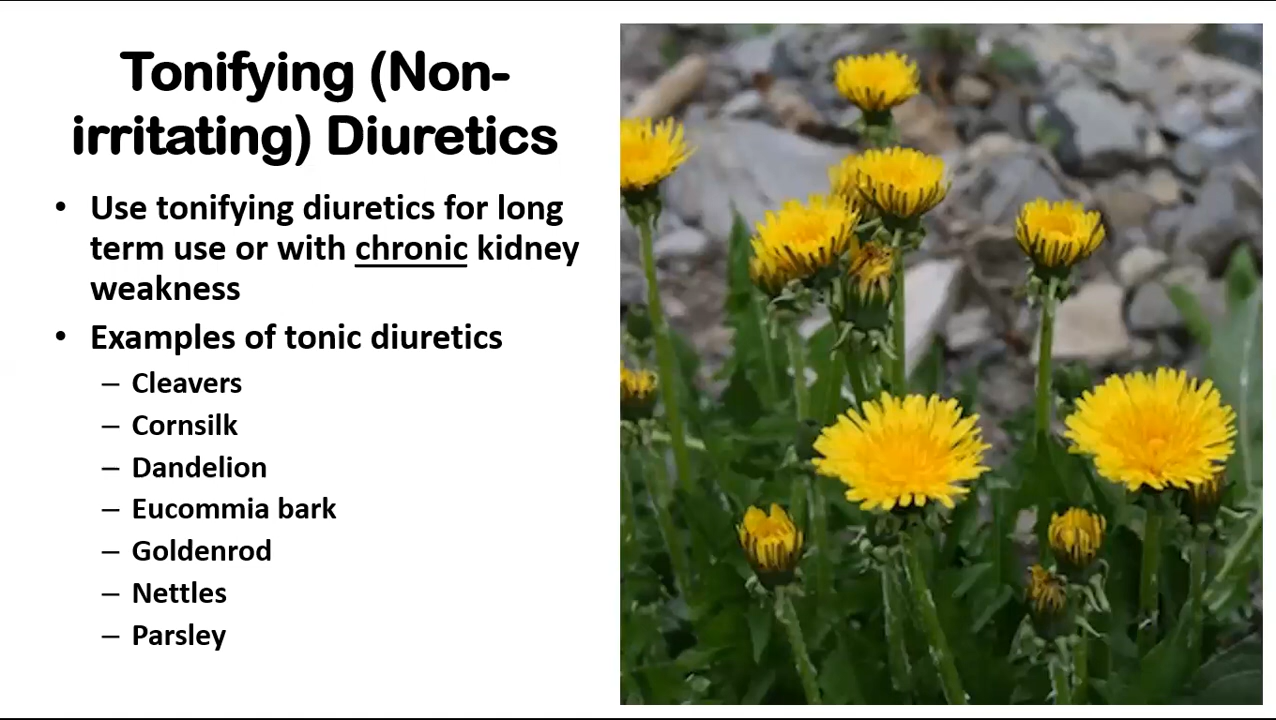 Tonifying (Non-
irritating) Diuretics
• Use tonifying diuretics for long
term use or with chronic kidney
weakness
• Examples of tonic diuretics
– Cleavers
– Cornsilk
– Dandelion
– Eucommia bark
– Goldenrod
– Nettles
– Parsley